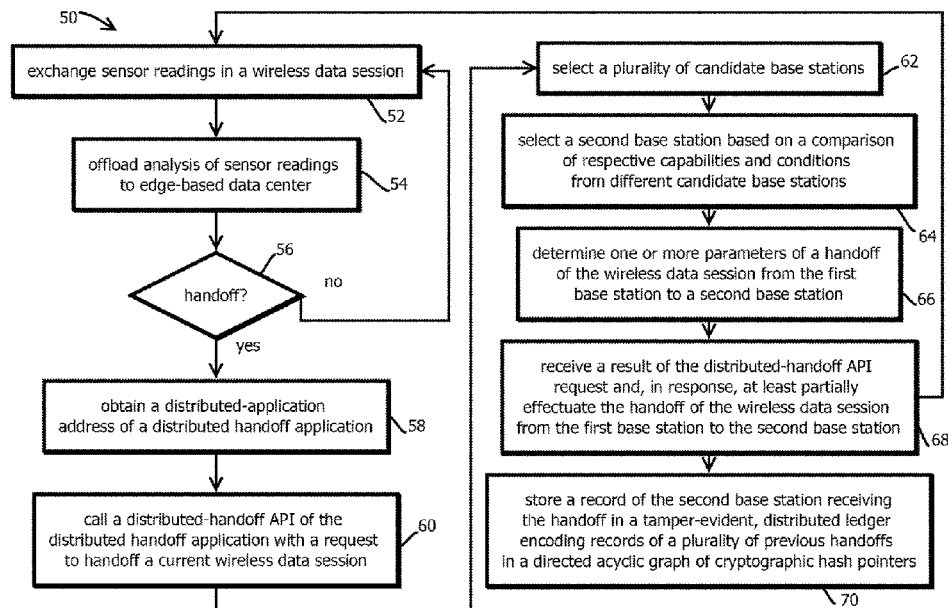 50
exchange sensor readings in a wireless data session
52
offload analysis of sensor readings
to edge-based data center
54
56
handoff?
no
yes
obtain a distributed-application
address of a distributed handoff application
58
call a distributed-handoff API of the
distributed handoff application with a request
to handoff a current wireless data session
60
select a plurality of candidate base stations
62
select a second base station based on a comparison
of respective capabilities and conditions
from different candidate base stations
64
determine one or more parameters of a handoff
of the wireless data session from the first
base station to a second base station
66
receive a result of the distributed-handoff API
request and, in response, at least partially
effectuate the handoff of the wireless data session
from the first base station to the second base station
68
store a record of the second base station receiving
the handoff in a tamper-evident, distributed ledger
encoding records of a plurality of previous handoffs
in a directed acyclic graph of cryptographic hash pointers
70